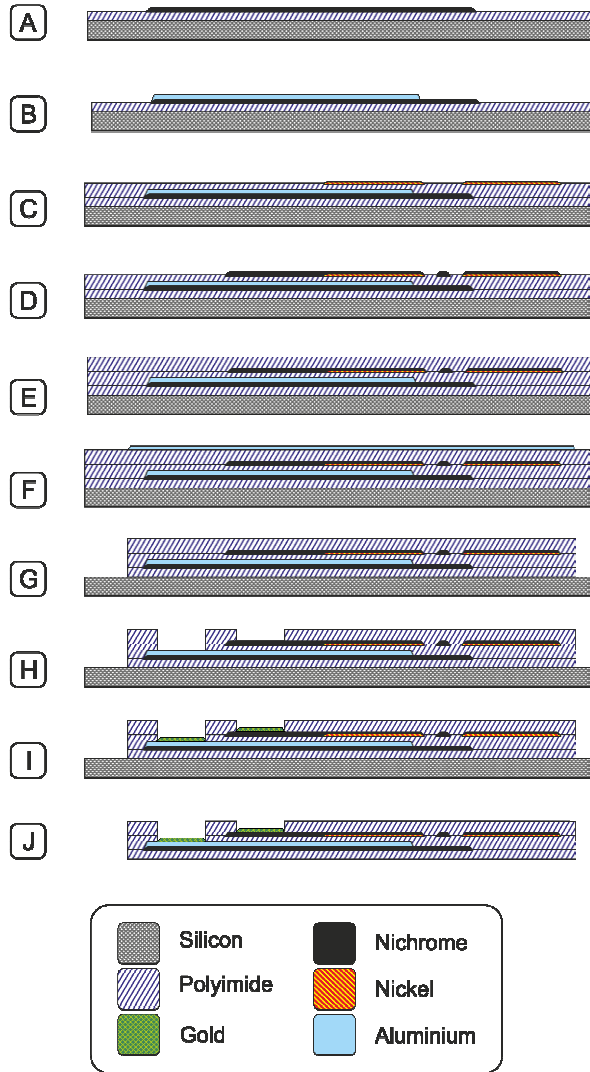 A
B
C
D
E
F
G
H
I
J
Silicon
Nichrome
Polyimide
Nickel
Gold
Aluminium